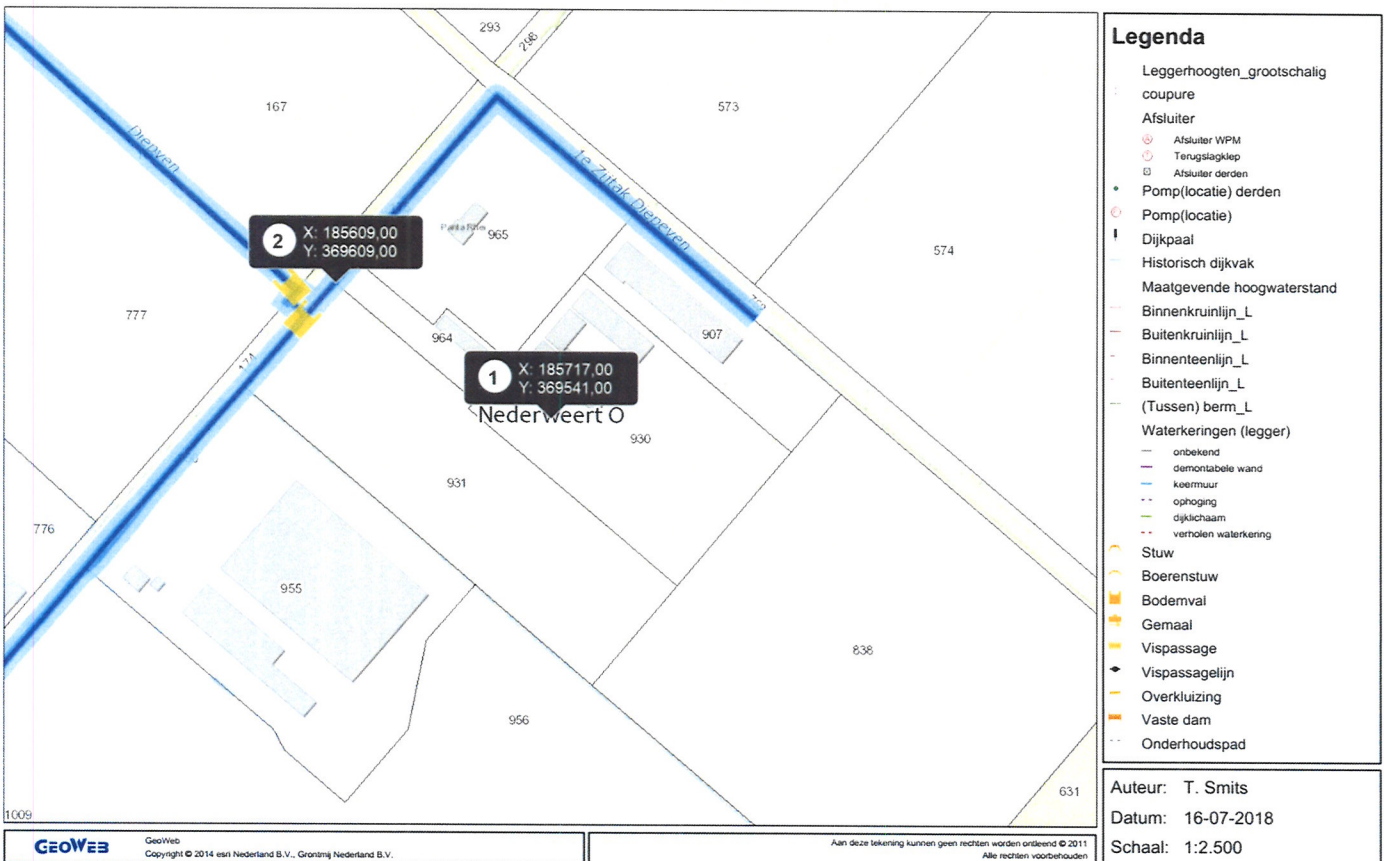 293
298
167
573
Diepven
1e Zijtak Diepeven
2 X: 185609,00
Y: 369609,00
965
574
777
964
907
174
1 X: 185717,00
Y: 369541,00
Nederweert O
930
931
776
955
838
956
631
1009
Legenda
Leggerhoogten_grootschalig
coupure
Afsluiter
Afsluiter WPM
Terugslagklep
Afsluiter derden
Pomp(locatie) derden
Pomp(locatie)
Dijkpaal
Historisch dijkvak
Maatgevende hoogwaterstand
Binnenkruinlijn_L
Buitenkruinlijn_L
Binnenteenlijn_L
Buitenteenlijn_L
(Tussen) berm_L
Waterkeringen (legger)
onbekend
demontabele wand
keermuur
ophoging
dijklichaam
verholen waterkering
Stuw
Boerenstuw
Bodemval
Gemaal
Vispassage
Vispassagelijn
Overkluizing
Vaste dam
Onderhoudspad
Auteur: T. Smits
Datum: 16-07-2018
Schaal: 1:2.500
GEOWEB
GeoWeb
Copyright © 2014 esri Nederland B.V., Grontmij Nederland B.V.
Aan deze tekening kunnen geen rechten worden ontleend © 2011
Alle rechten voorbehouden